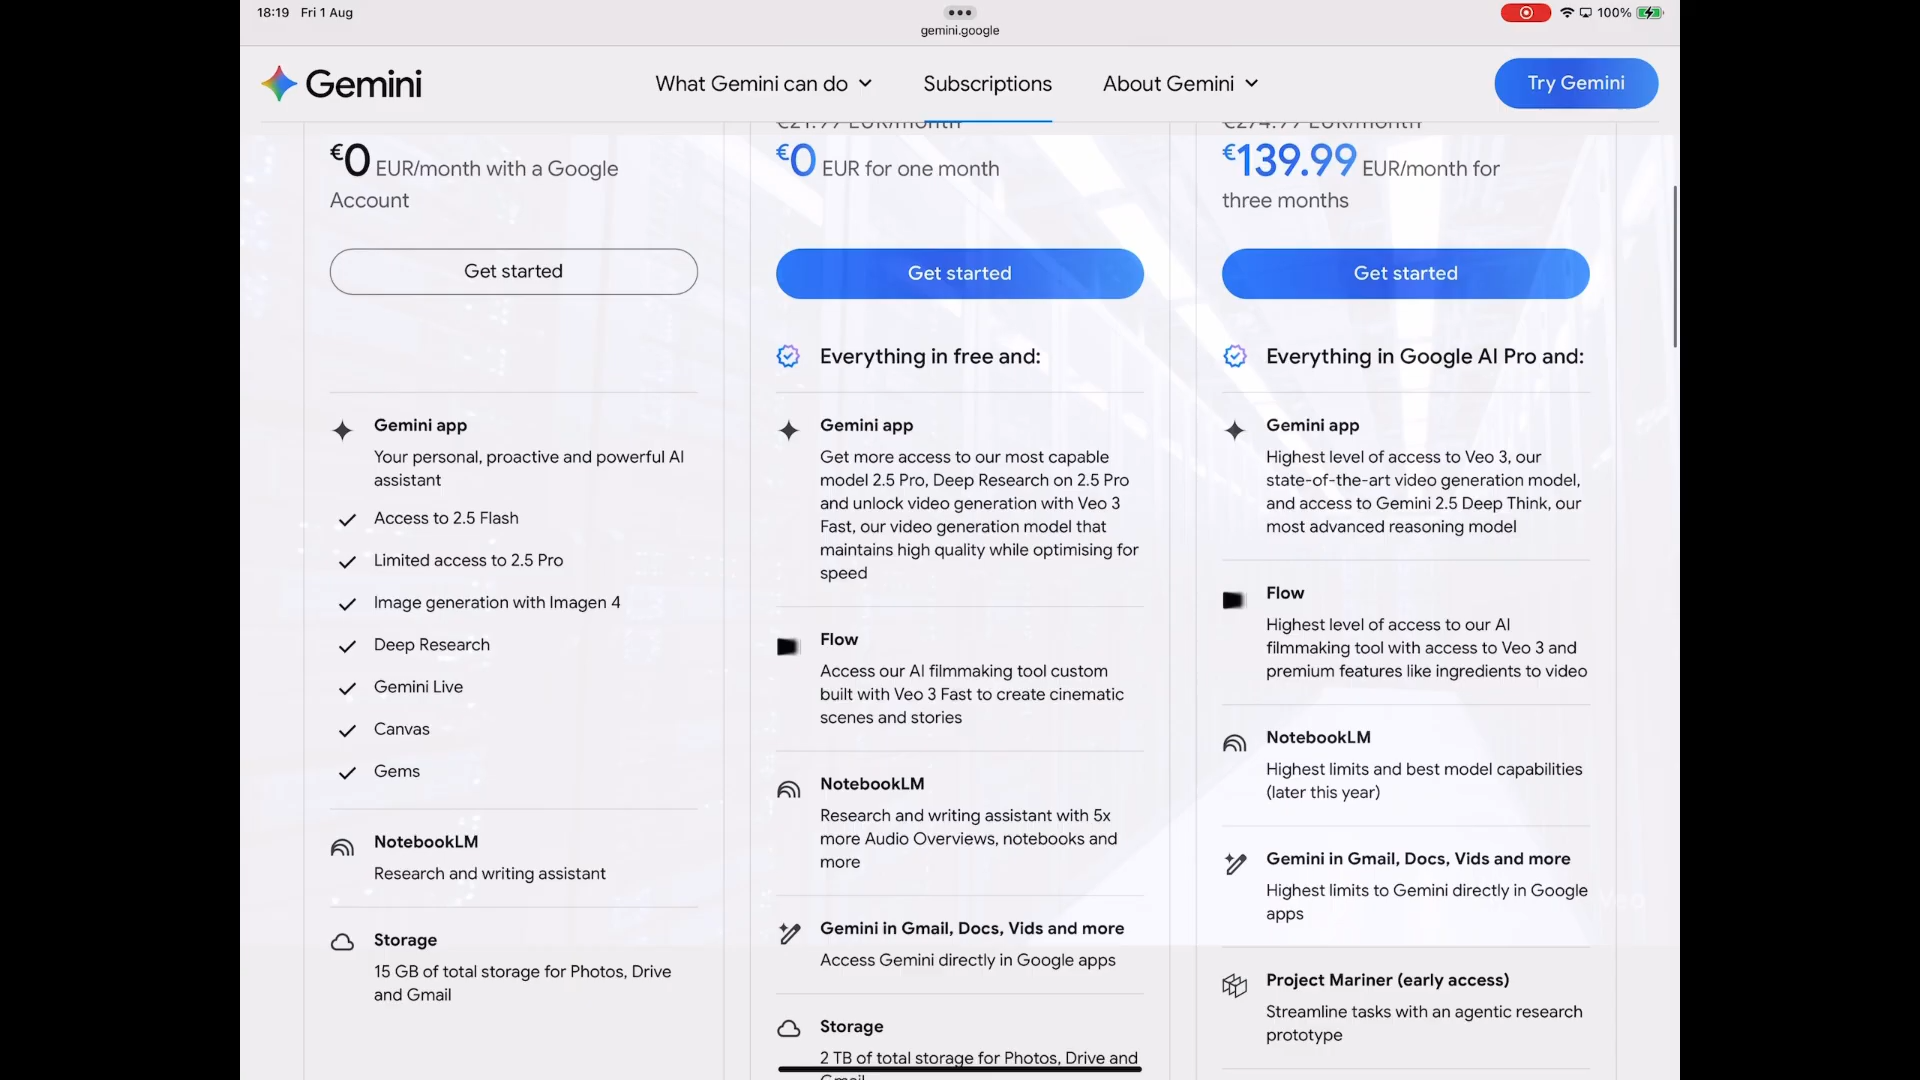 18:19 Fri 1 Aug
100%
gemini.google
Gemini
What Gemini can do
Subscriptions
About Gemini
Try Gemini
€21.99 EUR/month
€274.99 EUR/month
€0 EUR/month with a Google
Account
Get started
Gemini app
Your personal, proactive and powerful AI
assistant
Access to 2.5 Flash
Limited access to 2.5 Pro
Image generation with Imagen 4
Deep Research
Gemini Live
Canvas
Gems
NotebookLM
Research and writing assistant
Storage
15 GB of total storage for Photos, Drive
and Gmail
€0 EUR for one month
Get started
Everything in free and:
Gemini app
Get more access to our most capable
model 2.5 Pro, Deep Research on 2.5 Pro
and unlock video generation with Veo 3
Fast, our video generation model that
maintains high quality while optimising for
speed
Flow
Access our AI filmmaking tool custom
built with Veo 3 Fast to create cinematic
scenes and stories
NotebookLM
Research and writing assistant with 5x
more Audio Overviews, notebooks and
more
Gemini in Gmail, Docs, Vids and more
Access Gemini directly in Google apps
Storage
2 TB of total storage for Photos, Drive and
Gmail
€139.99 EUR/month for
three months
Get started
Everything in Google AI Pro and:
Gemini app
Highest level of access to Veo 3, our
state-of-the-art video generation model,
and access to Gemini 2.5 Deep Think, our
most advanced reasoning model
Flow
Highest level of access to our AI
filmmaking tool with access to Veo 3 and
premium features like ingredients to video
NotebookLM
Highest limits and best model capabilities
(later this year)
Gemini in Gmail, Docs, Vids and more
Highest limits to Gemini directly in Google
apps
Project Mariner (early access)
Streamline tasks with an agentic research
prototype
Veo